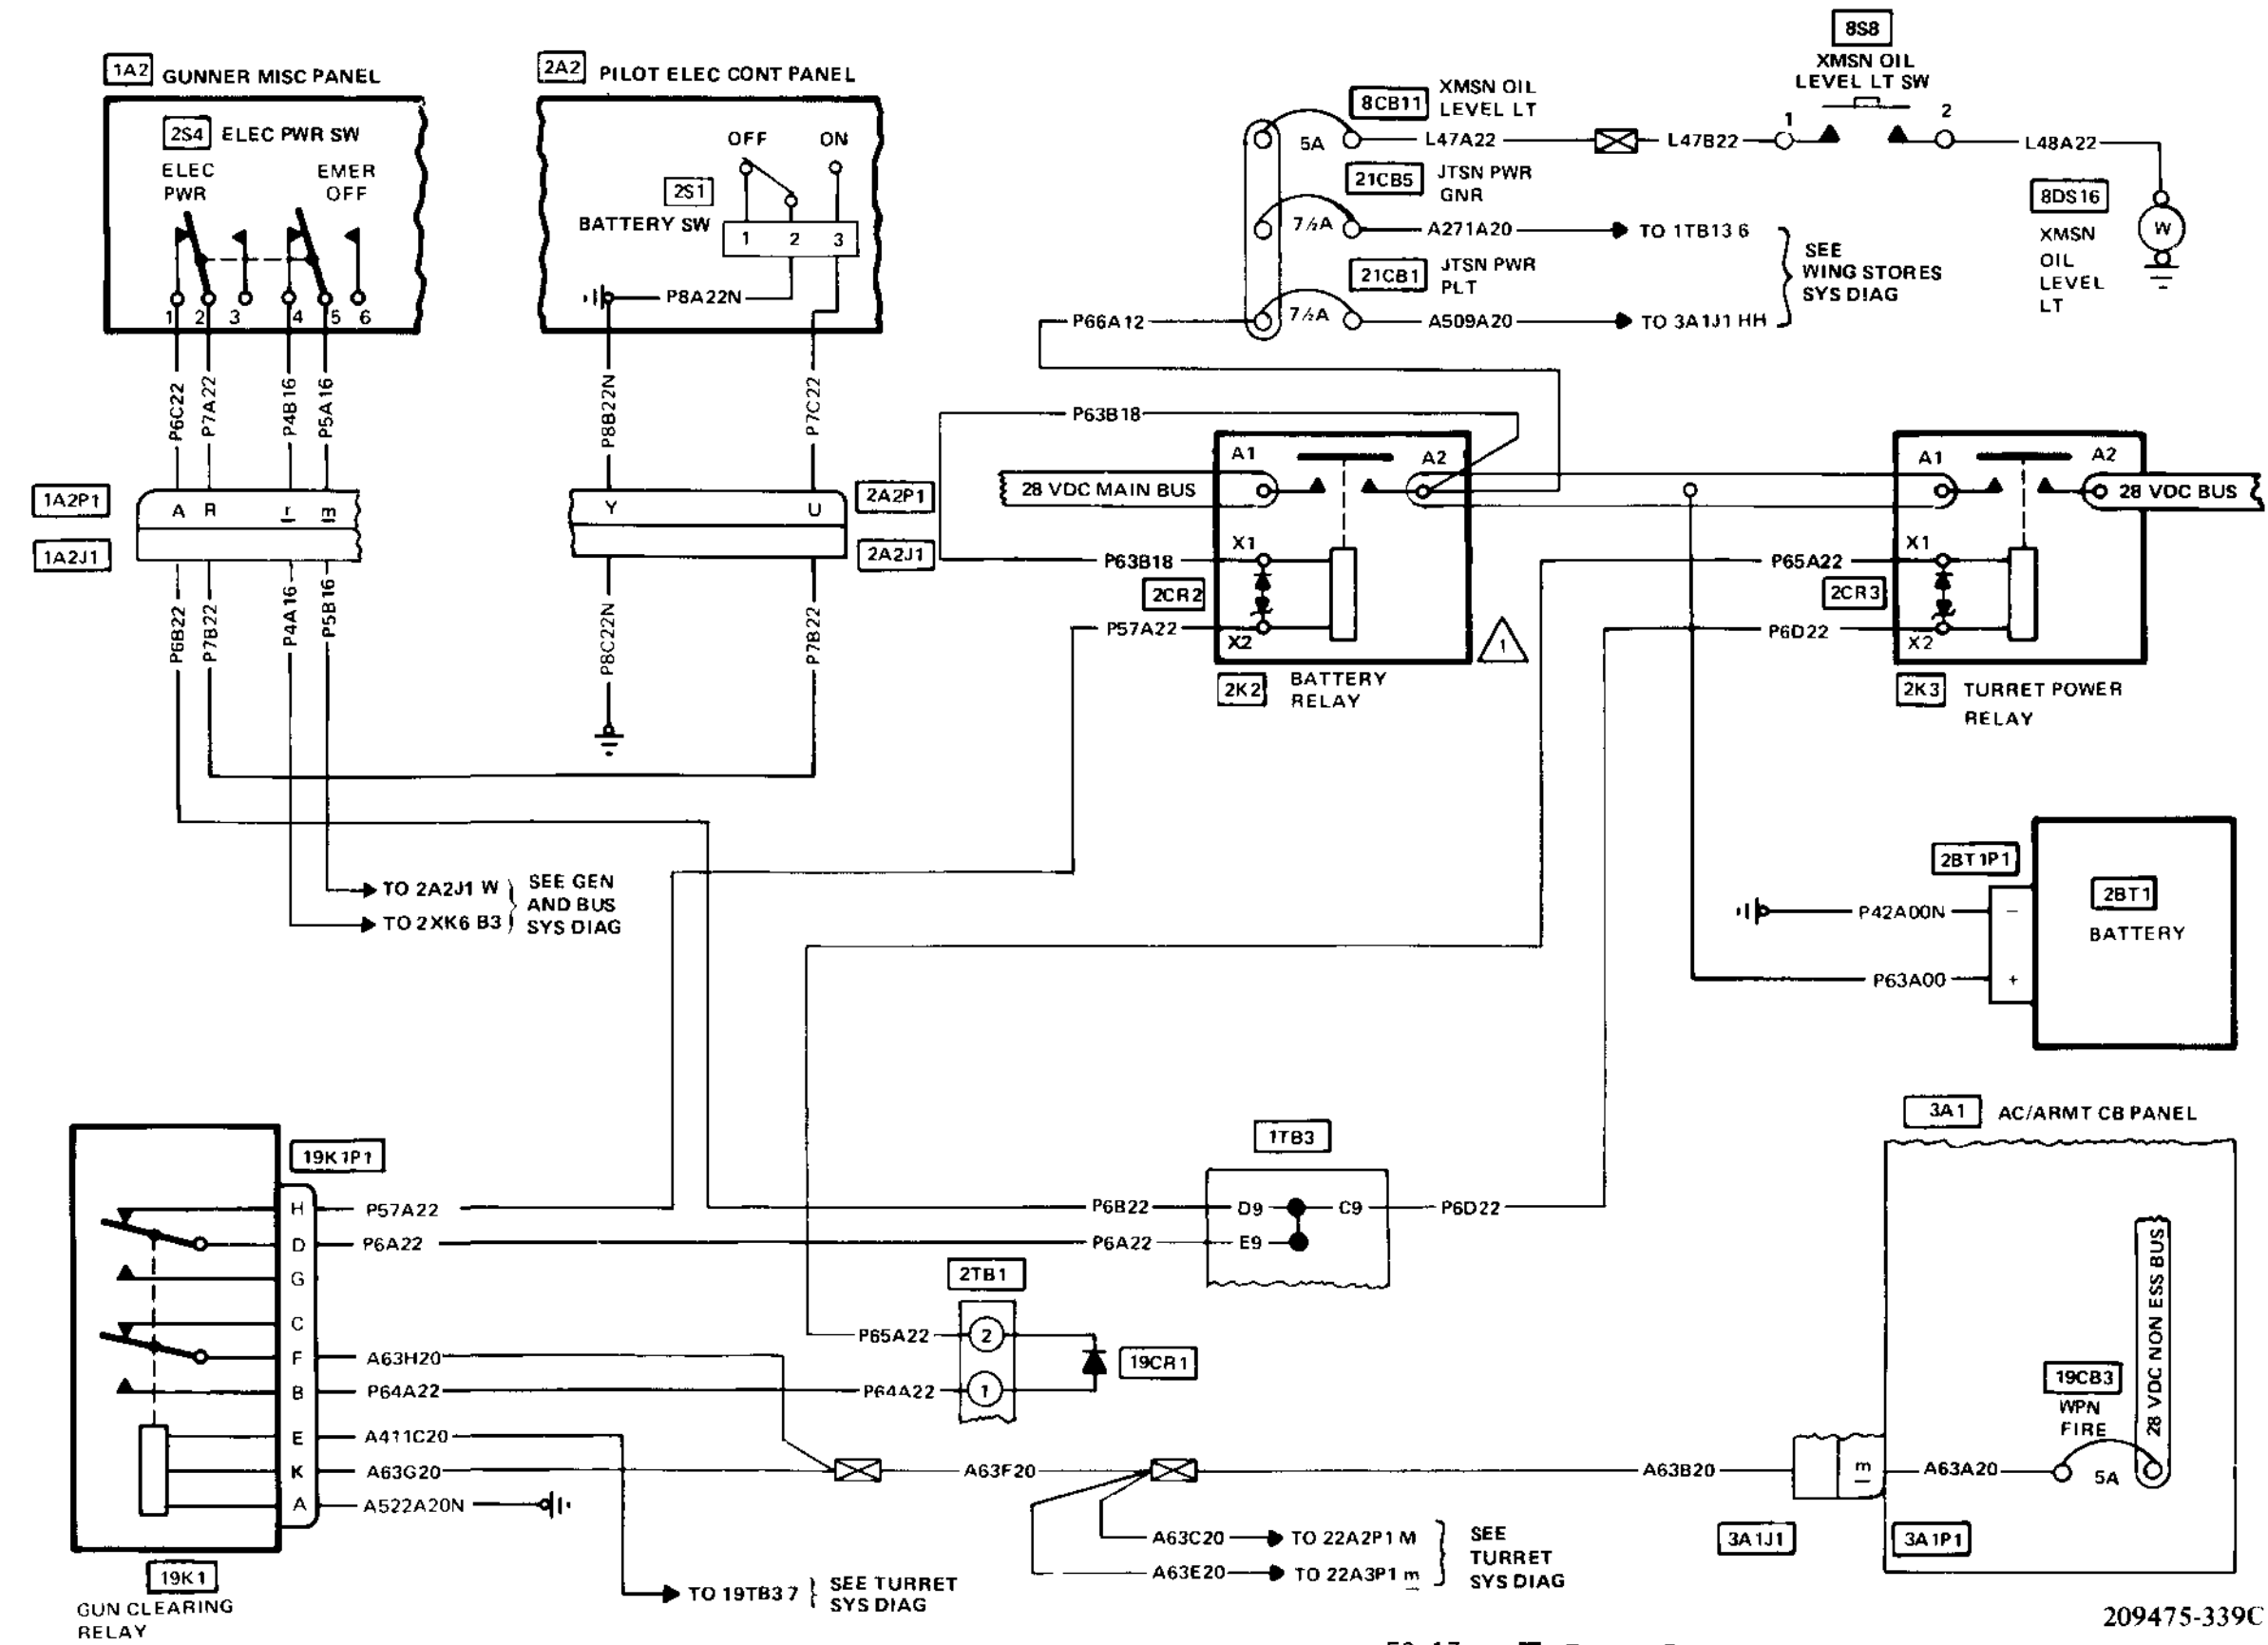 1A2 GUNNER MISC PANEL
2S4 ELEC PWR SW
ELEC PWR
EMER OFF
1 2 3 4 5 6
P6C22 P7A22 P4B16 P5A16
1A2P1
A R r m
1A2J1
P6B22 P7B22 P4A16 P5B16
TO 2A2J1 W
TO 2XK6 B3
SEE GEN
AND BUS
SYS DIAG
2A2 PILOT ELEC CONT PANEL
OFF ON
2S1
BATTERY SW
1 2 3
P8A22N
P8B22N P7C22
2A2P1
Y U
2A2J1
P8C22N P7B22
8S8
XMSN OIL
LEVEL LT SW
8CB11
XMSN OIL
LEVEL LT
5A L47A22 L47B22 1 2 L48A22
21CB5
JTSN PWR
GNR
7½A A271A20 TO 1TB13 6
21CB1
JTSN PWR
PLT
P66A12 7½A A509A20 TO 3A1J1 HH
SEE
WING STORES
SYS DIAG
8DS16
W
XMSN
OIL
LEVEL
LT
P63B18
A1 A2
28 VDC MAIN BUS
P63B18 X1
2CR2
P57A22 X2
1
2K2
BATTERY
RELAY
A1 A2
28 VDC BUS
P65A22 X1
2CR3
P6D22 X2
2K3
TURRET POWER
RELAY
2BT1P1
2BT1
BATTERY
P42A00N −
P63A00 +
19K1P1
H P57A22
D P6A22
G
C
F A63H20
B P64A22
E A411C20
K A63G20
A A522A20N
19K1
GUN CLEARING
RELAY
TO 19TB3 7
SEE TURRET
SYS DIAG
1TB3
P6B22 D9 C9 P6D22
P6A22 E9
2TB1
P65A22 2
19CR1
P64A22 1
A63F20 A63B20
A63C20 TO 22A2P1 M
A63E20 TO 22A3P1 m
SEE
TURRET
SYS DIAG
3A1 AC/ARMT CB PANEL
28 VDC NON ESS BUS
19CB3
WPN
FIRE
m A63A20 5A
3A1J1
3A1P1
209475-339C